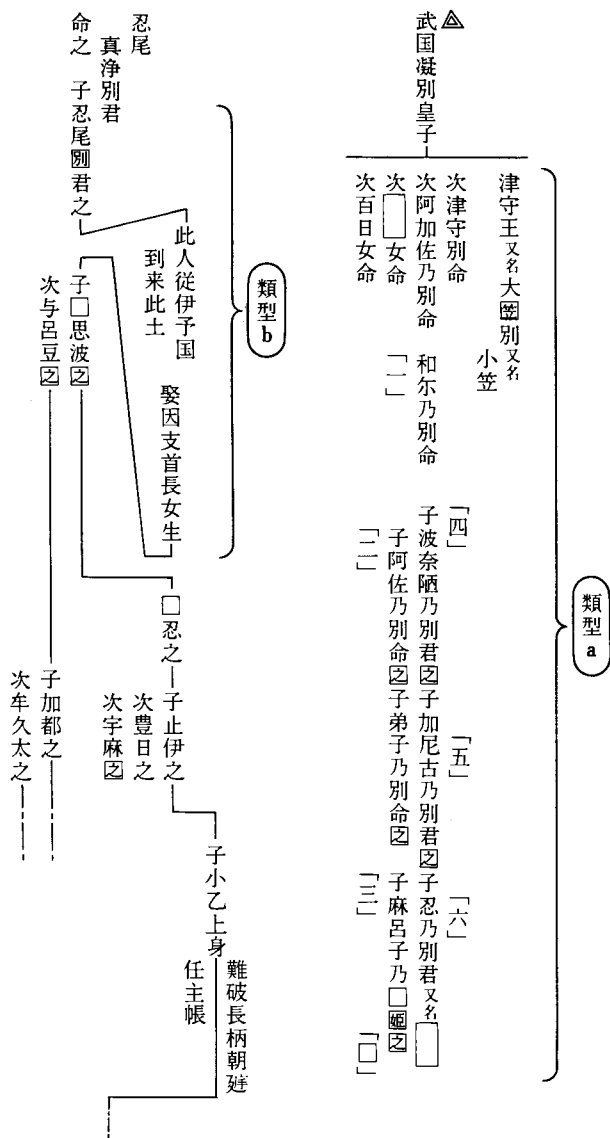 類型a
武国凝別皇子
津守王又名大笠別又名
小笠
次津守別命
次阿加佐乃別命
次□女命
次百日女命
和尓乃別命
「一」
「四」
子波奈陋乃別君之
子阿佐乃別命之
「二」
「五」
子加尼古乃別君之
子弟子乃別命之
「六」
子忍乃別君又名□
子麻呂子乃□姫之
「三」
「□」
類型b
忍尾
真浄別君
命之 子忍尾別君之
此人従伊予国
到来此土
娶因支首長女生
子□思波之
次与呂豆之
□忍之
子止伊之
次豊日之
次宇麻之
子加都之
次牟久太之
子小乙上身
難破長柄朝廷
任主帳